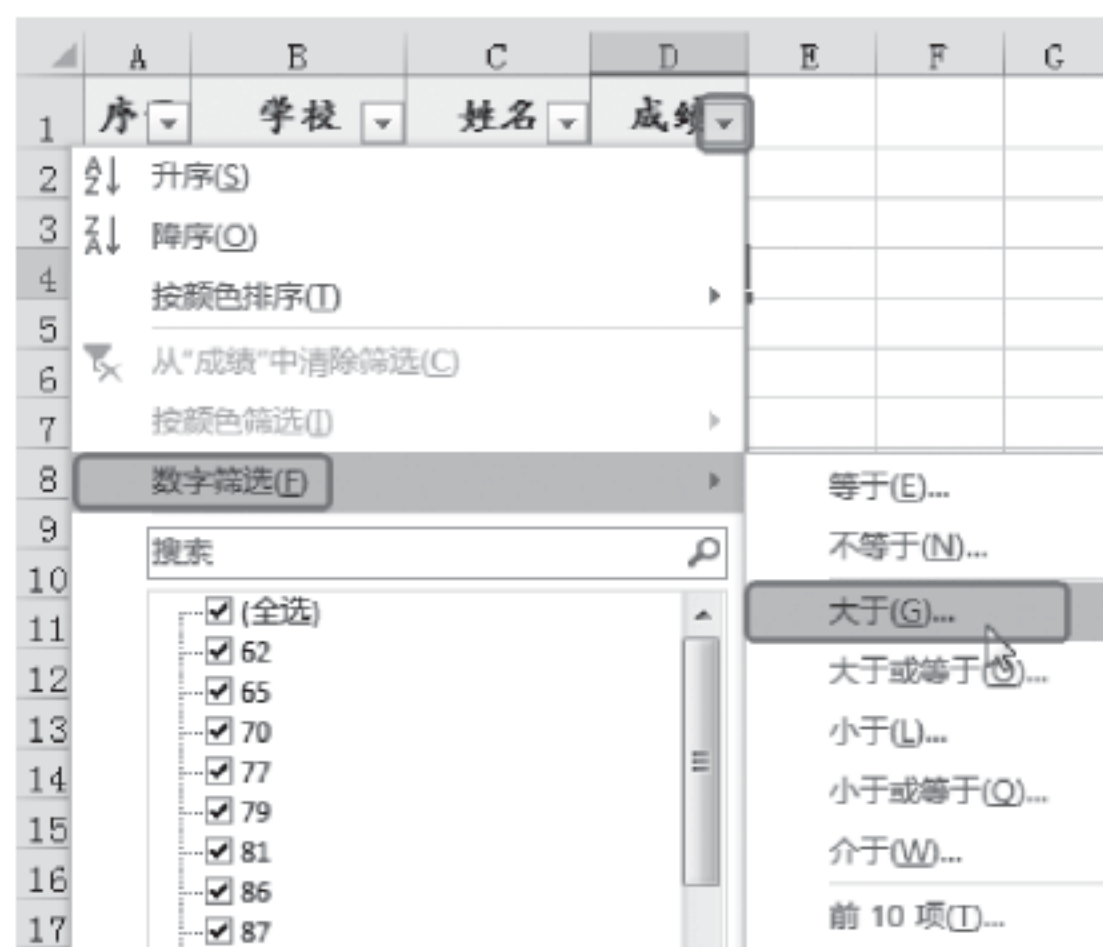 A B C D E F G
1 序 学校 姓名 成绩
2 升序(S)
3 降序(O)
4 按颜色排序(T)
5
6 从“成绩”中清除筛选(C)
7 按颜色筛选(I)
8 数字筛选(F) 等于(E)...
9 搜索 不等于(N)...
10
11 (全选) 大于(G)...
62
12 65 大于或等于(O)...
13 70 小于(L)...
14 77
15 79 小于或等于(Q)...
81 介于(W)...
16 86
17 87 前 10 项(T)...